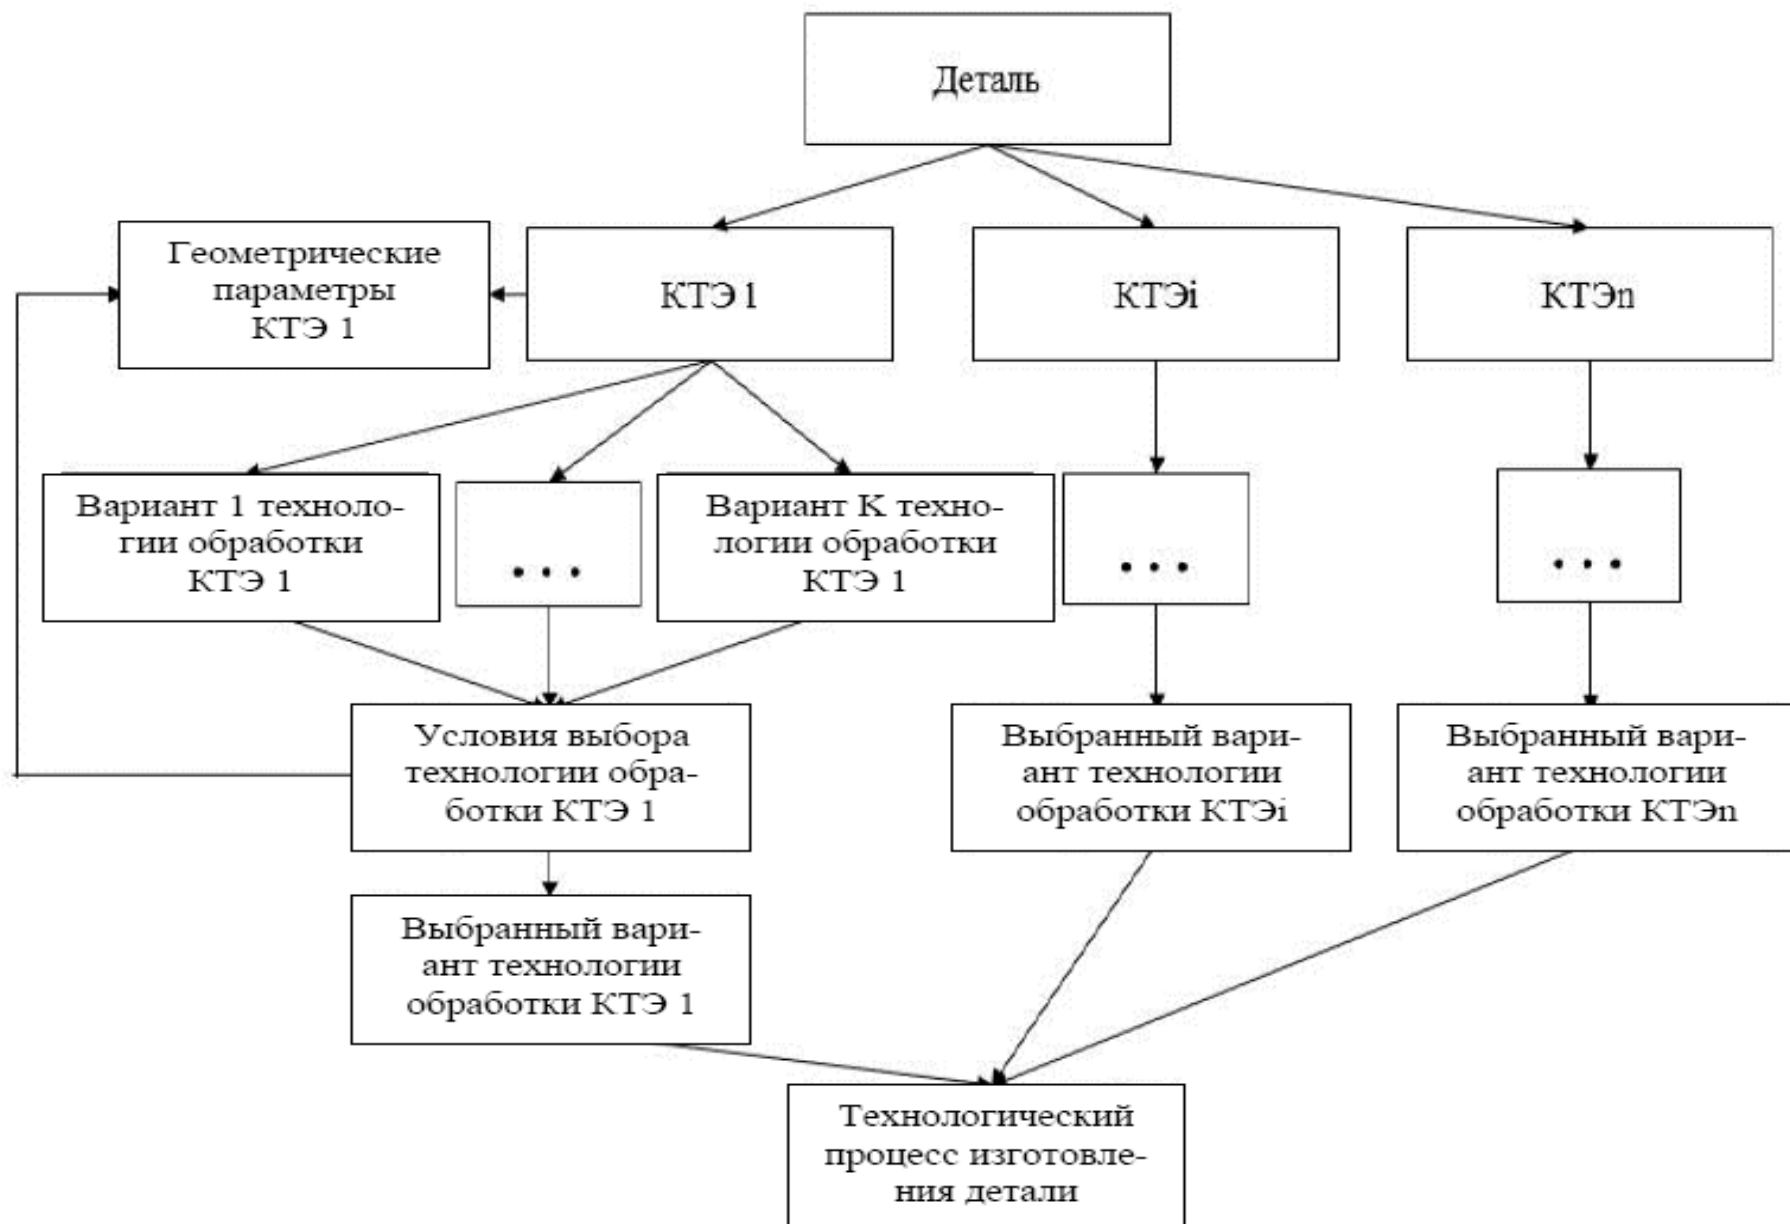 Деталь
Геометрические
параметры
КТЭ 1
КТЭ 1
КТЭi
КТЭn
Вариант 1 техноло-
гии обработки
КТЭ 1
...
Вариант К техно-
логии обработки
КТЭ 1
...
...
Условия выбора
технологии обра-
ботки КТЭ 1
Выбранный вари-
ант технологии
обработки КТЭi
Выбранный вари-
ант технологии
обработки КТЭn
Выбранный вари-
ант технологии
обработки КТЭ 1
Технологический
процесс изготовле-
ния детали